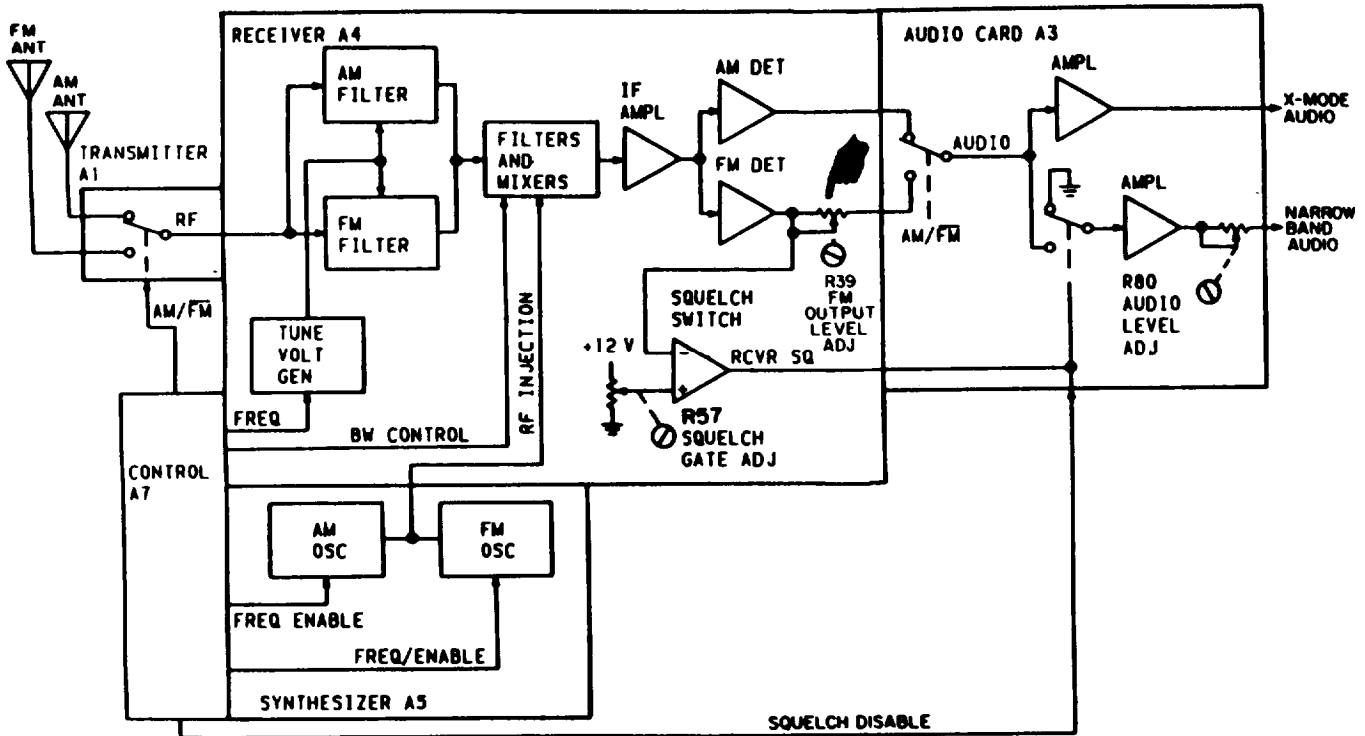 FM
ANT
AM
ANT
TRANSMITTER
A1
RF
AM/F̅M̅
RECEIVER A4
AM
FILTER
FM
FILTER
TUNE
VOLT
GEN
FREQ
BW CONTROL
RF INJECTION
FILTERS
AND
MIXERS
IF
AMPL
AM DET
FM DET
R39
FM
OUTPUT
LEVEL
ADJ
SQUELCH
SWITCH
+12 V
-
+
RCVR SQ
R57
SQUELCH
GATE ADJ
AUDIO CARD A3
AUDIO
AM/F̅M̅
AMPL
X-MODE
AUDIO
AMPL
NARROW
BAND
AUDIO
R80
AUDIO
LEVEL
ADJ
CONTROL
A7
AM
OSC
FM
OSC
FREQ ENABLE
FREQ/ENABLE
SYNTHESIZER A5
SQUELCH DISABLE